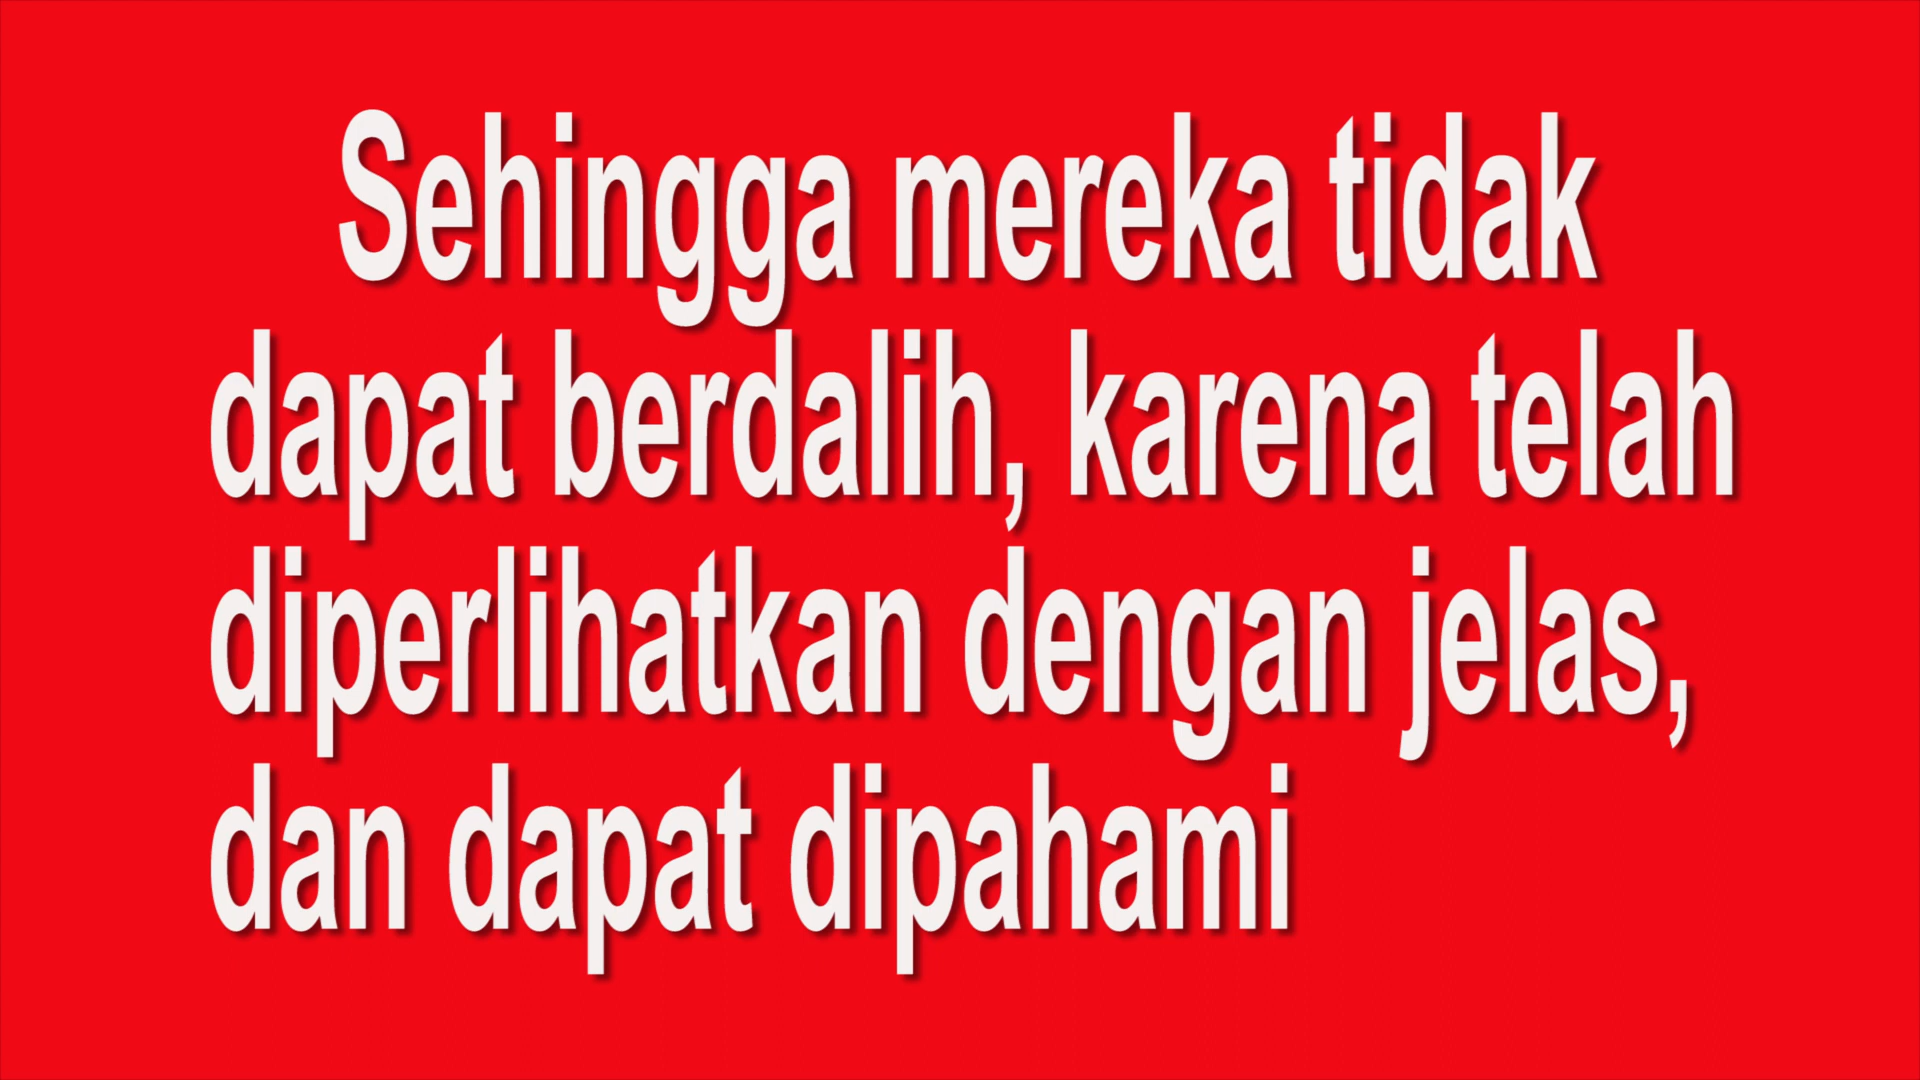 Sehingga mereka tidak
dapat berdalih, karena telah
diperlihatkan dengan jelas,
dan dapat dipahami